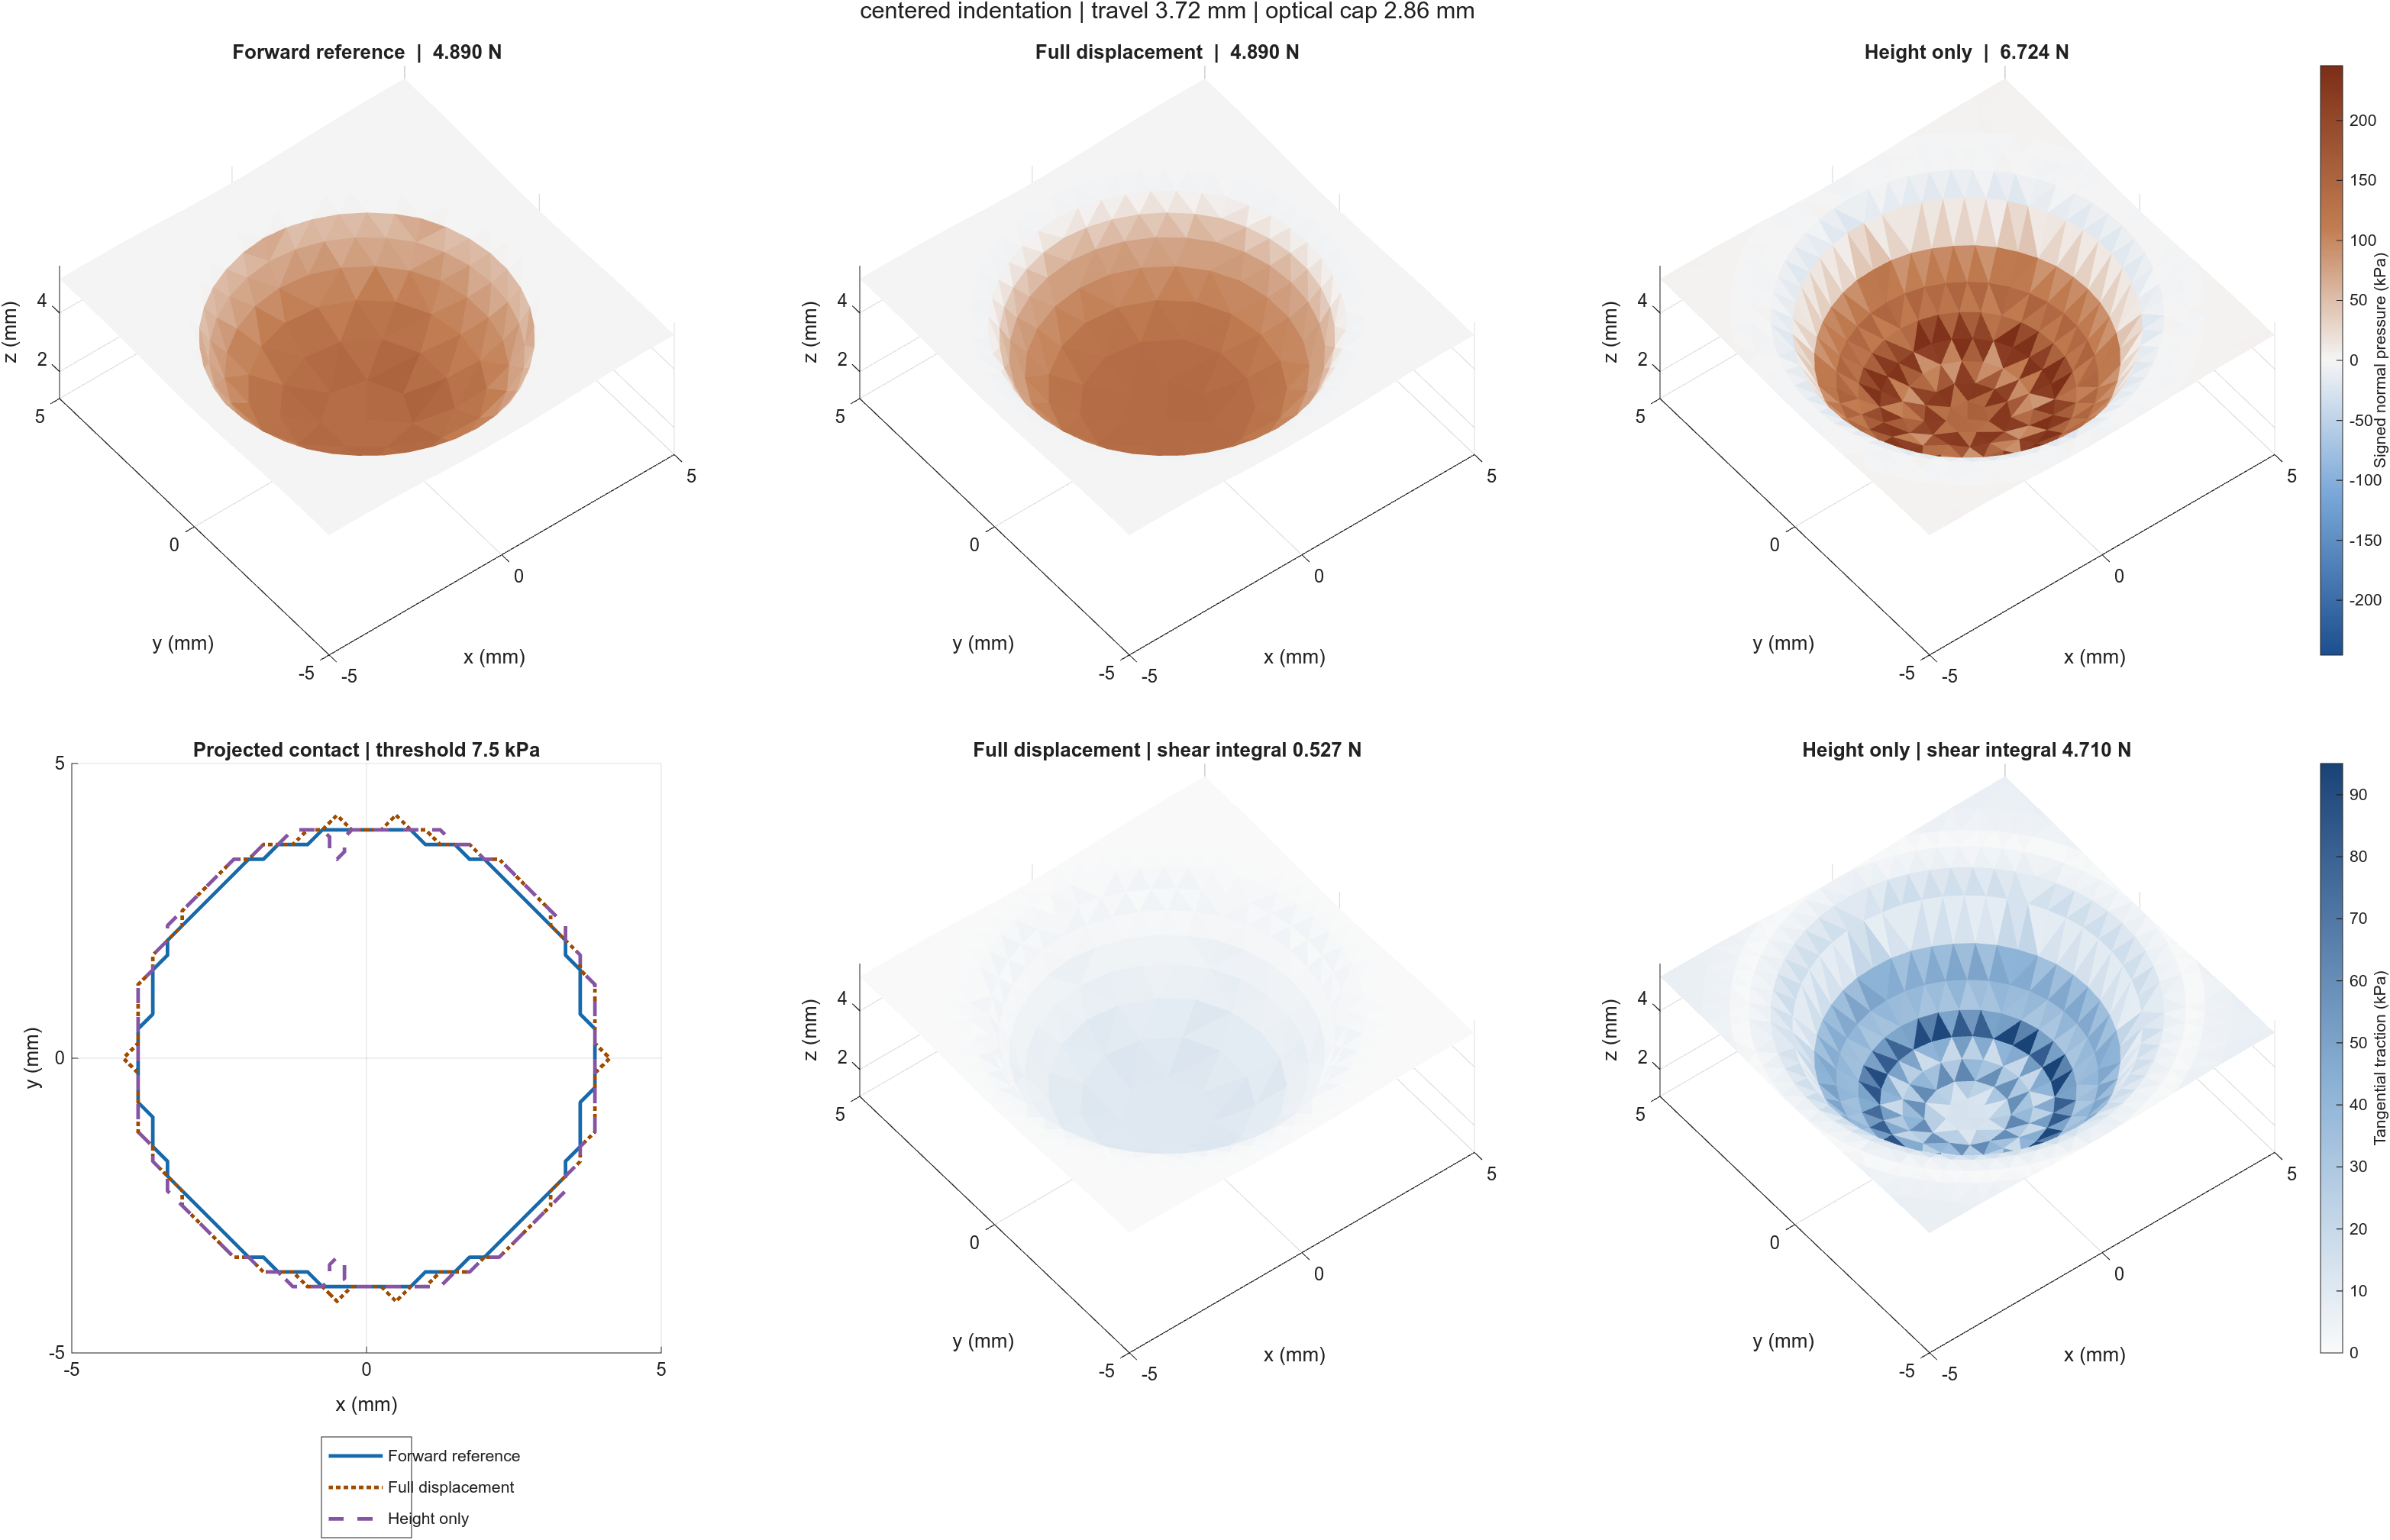 centered indentation | travel 3.72 mm | optical cap 2.86 mm
Forward reference | 4.890 N
4
2
z (mm)
5
0
-5
y (mm)
-5
0
5
x (mm)
Full displacement | 4.890 N
4
2
z (mm)
5
0
-5
y (mm)
-5
0
5
x (mm)
Height only | 6.724 N
4
2
z (mm)
5
0
-5
y (mm)
-5
0
5
x (mm)
200
150
100
50
0
-50
-100
-150
-200
Signed normal pressure (kPa)
Projected contact | threshold 7.5 kPa
5
0
-5
y (mm)
-5
0
5
x (mm)
Forward reference
Full displacement
Height only
Full displacement | shear integral 0.527 N
4
2
z (mm)
5
0
-5
y (mm)
-5
0
5
x (mm)
Height only | shear integral 4.710 N
4
2
z (mm)
5
0
-5
y (mm)
-5
0
5
x (mm)
90
80
70
60
50
40
30
20
10
0
Tangential traction (kPa)